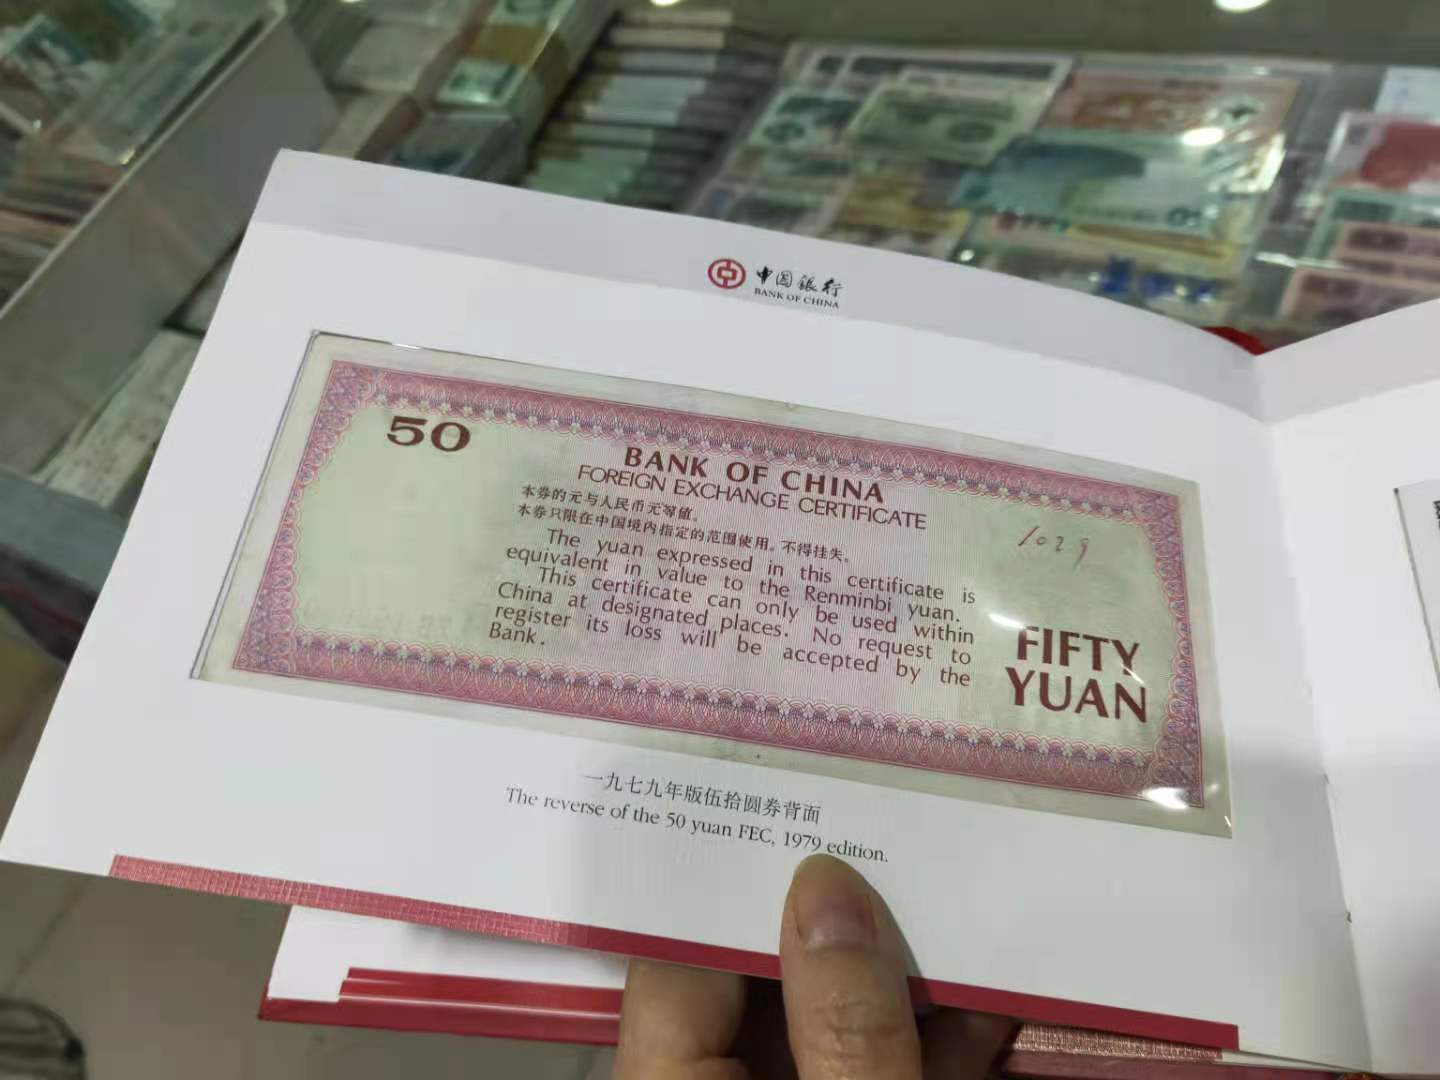 中国银行
BANK OF CHINA
50
BANK OF CHINA
FOREIGN EXCHANGE CERTIFICATE
本券的元与人民币元等值。
本券只限在中国境内指定的范围使用。不得挂失。
The yuan expressed in this certificate is
equivalent in value to the Renminbi yuan.
This certificate can only be used within
China at designated places. No request to
register its loss will be accepted by the
Bank.
1029
FIFTY
YUAN
一九七九年版伍拾圆券背面
The reverse of the 50 yuan FEC, 1979 edition.